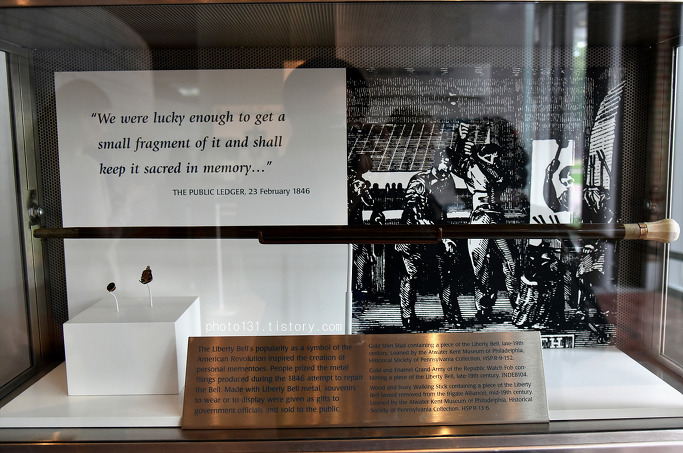 “We were lucky enough to get a
small fragment of it and shall
keep it sacred in memory...”
THE PUBLIC LEDGER, 23 February 1846
photo131.tistory.com
The Liberty Bell's popularity as a symbol of the
American Revolution inspired the creation of
personal mementoes. People prized the metal
filings produced during the 1846 attempt to repair
the Bell. Made with Liberty Bell metal, souvenirs
to wear or to display were given as gifts to
government officials and sold to the public.
Gold Shirt Stud containing a piece of the Liberty Bell, late-19th
century. Loaned by the Atwater Kent Museum of Philadelphia,
Historical Society of Pennsylvania Collection, HSP
Gold and Enamel Grand Army of the Republic Watch Fob con-
taining a piece of the Liberty Bell, late 19th century. INDE8104.
Wood and Ivory Walking Stick containing a piece of the Liberty
Bell removed from the (frigate Alliance), mid-19th century.
Loaned by the Atwater Kent Museum of Philadelphia, Historical
Society of Pennsylvania Collection. HSP